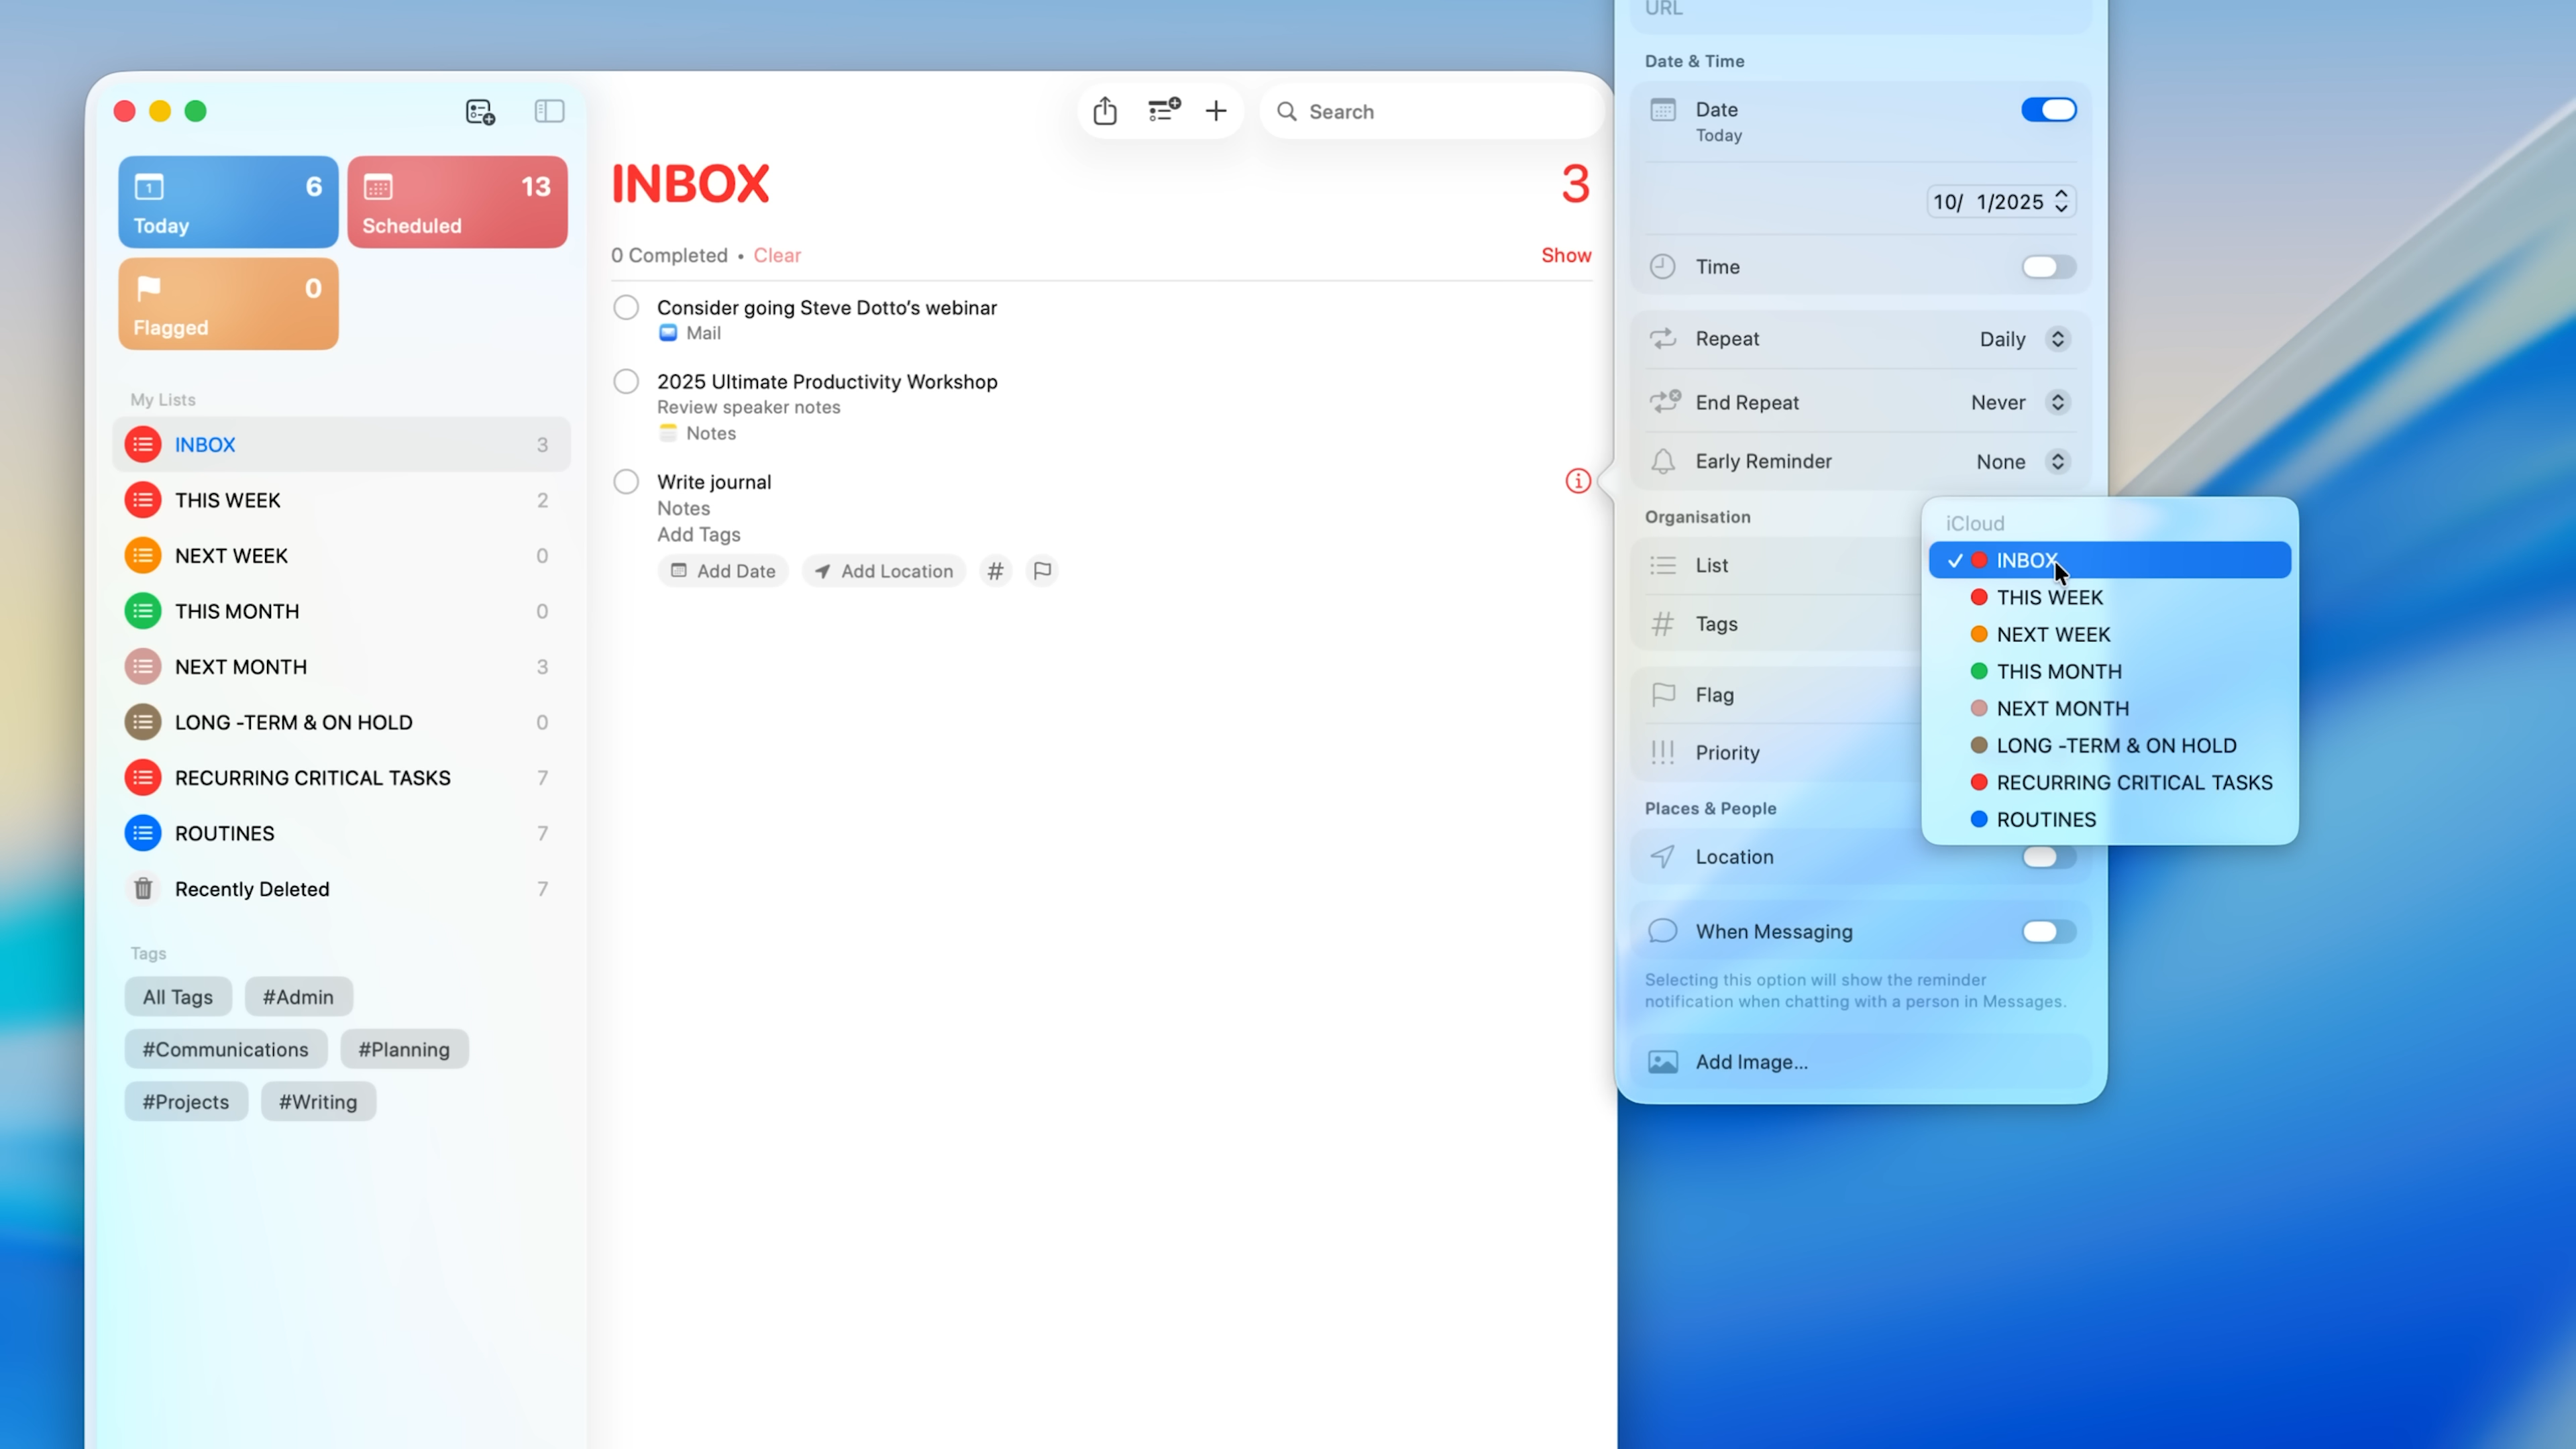 1
6
Today
13
Scheduled
0
Flagged
My Lists
INBOX 3
THIS WEEK 2
NEXT WEEK 0
THIS MONTH 0
NEXT MONTH 3
LONG -TERM & ON HOLD 0
RECURRING CRITICAL TASKS 7
ROUTINES 7
Recently Deleted 7
Tags
All Tags #Admin
#Communications #Planning
#Projects #Writing
Search
INBOX 3
0 Completed • Clear Show
Consider going Steve Dotto's webinar
Mail
2025 Ultimate Productivity Workshop
Review speaker notes
Notes
Write journal
Notes
Add Tags
Add Date Add Location #
URL
Date & Time
Date
Today
10/ 1/2025
Time
Repeat Daily
End Repeat Never
Early Reminder None
Organisation
List
# Tags
Flag
!!! Priority
Places & People
Location
When Messaging
Selecting this option will show the reminder
notification when chatting with a person in Messages.
Add Image...
iCloud
✓ INBOX
THIS WEEK
NEXT WEEK
THIS MONTH
NEXT MONTH
LONG -TERM & ON HOLD
RECURRING CRITICAL TASKS
ROUTINES